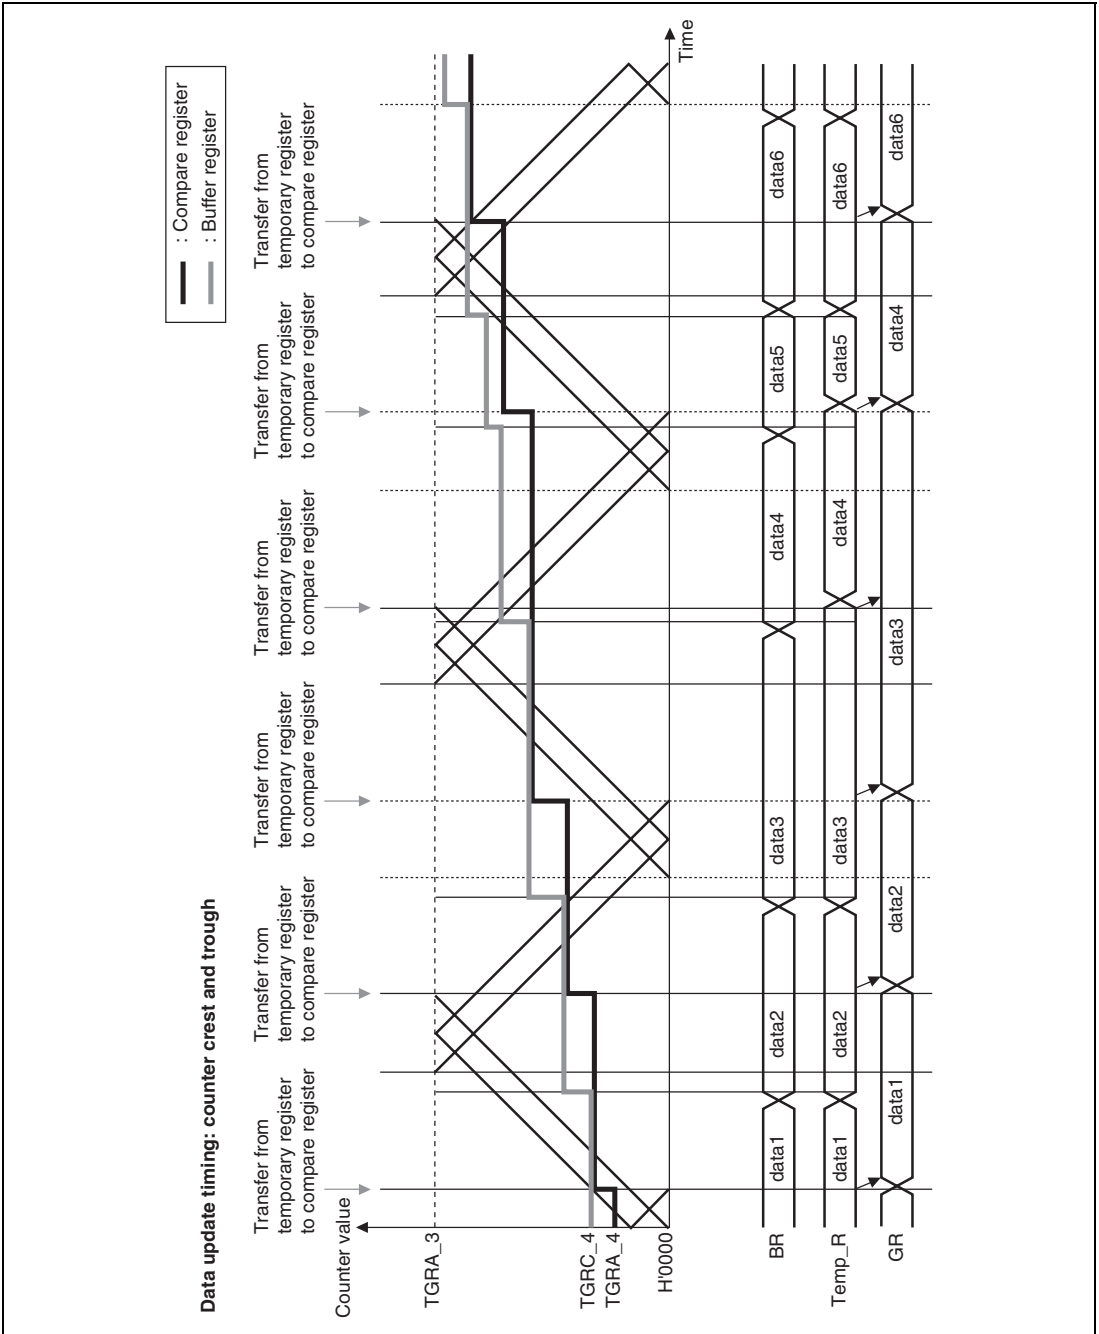 Data update timing: counter crest and trough
: Compare register
: Buffer register
Transfer from
temporary register
to compare register
Transfer from
temporary register
to compare register
Transfer from
temporary register
to compare register
Transfer from
temporary register
to compare register
Transfer from
temporary register
to compare register
Transfer from
temporary register
to compare register
Counter value
TGRA_3
TGRC_4
TGRA_4
H'0000
Time
BR
data1
data2
data3
data4
data5
data6
Temp_R
data1
data2
data3
data4
data5
data6
GR
data1
data2
data3
data4
data6